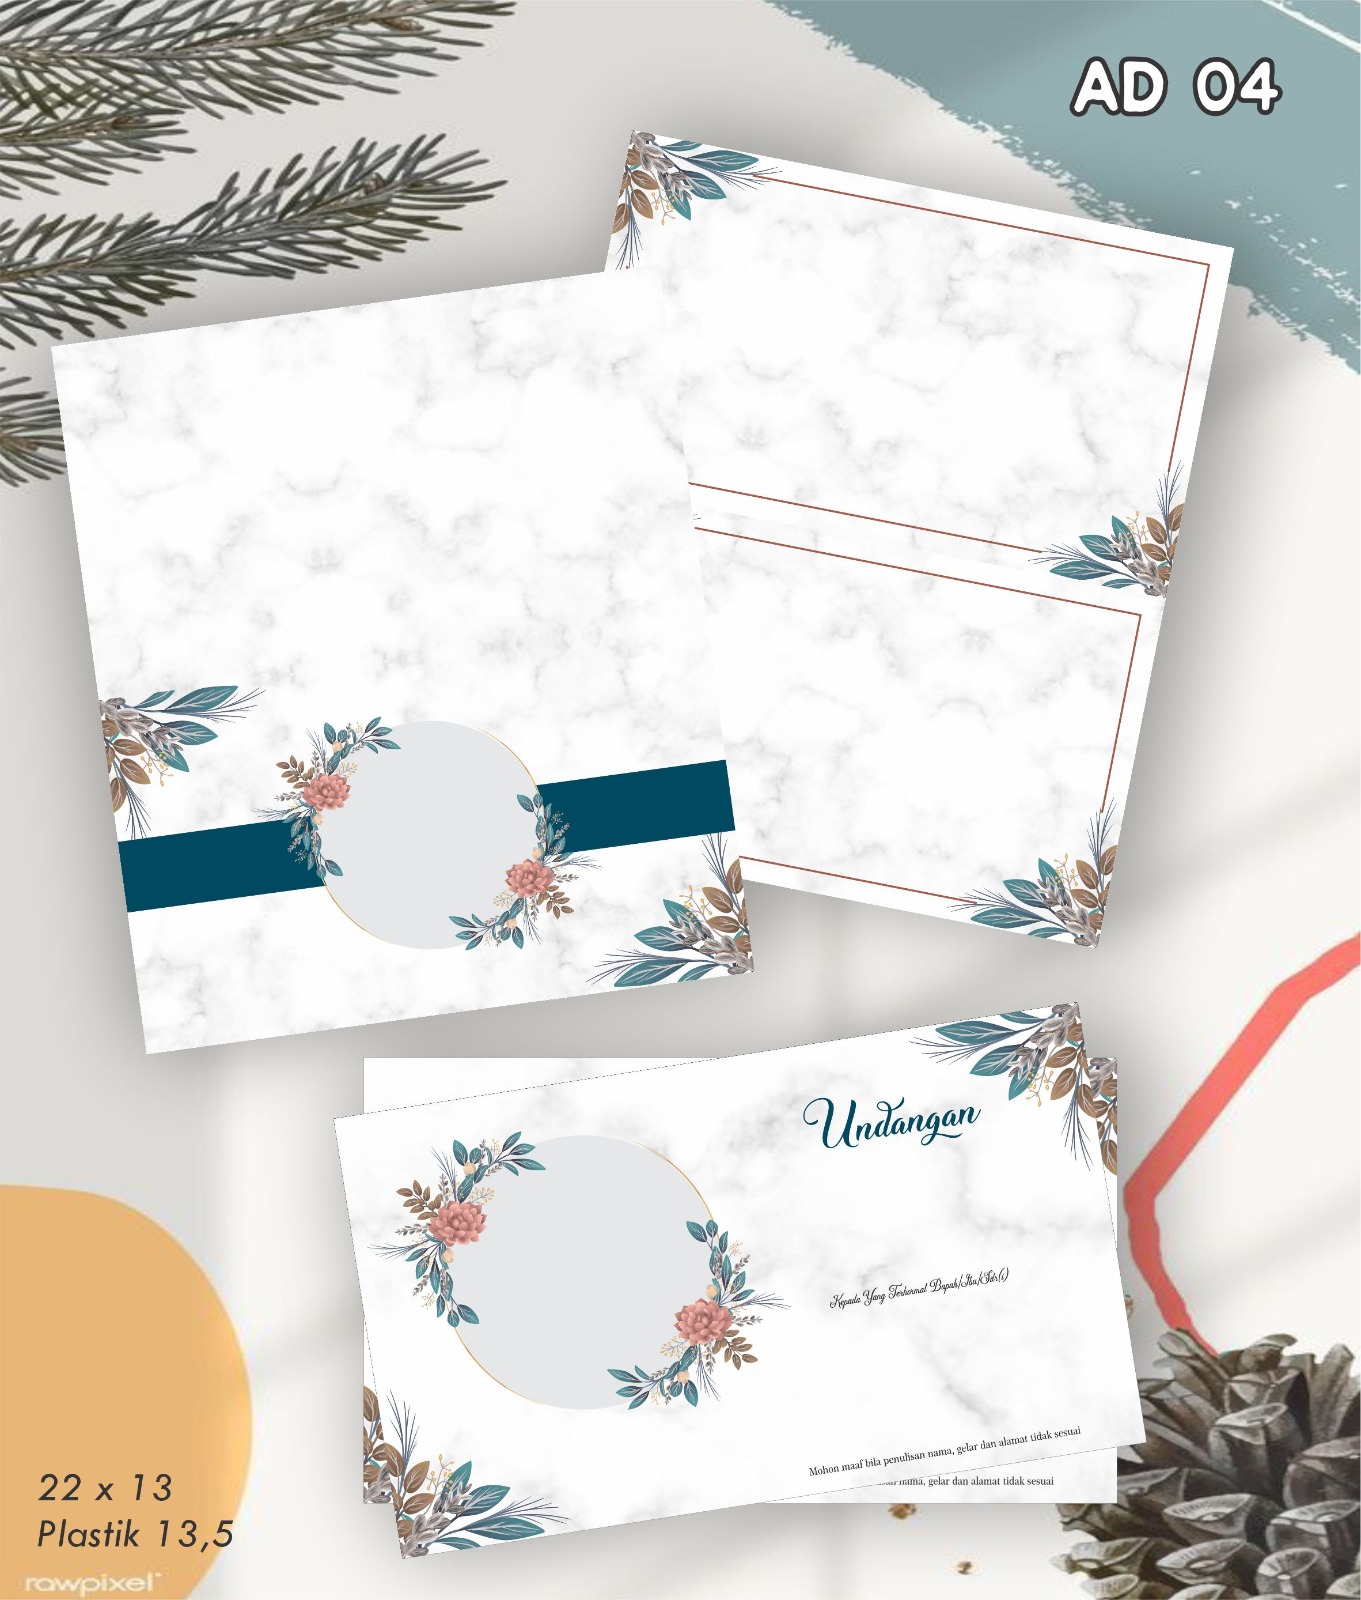 AD 04
Undangan
Kepada Yang Terhormat Bapak/Ibu/Sdr(i)
Mohon maaf bila penulisan nama, gelar dan alamat tidak sesuai
nama, gelar dan alamat tidak sesuai
22 x 13
Plastik 13,5
rawpixel